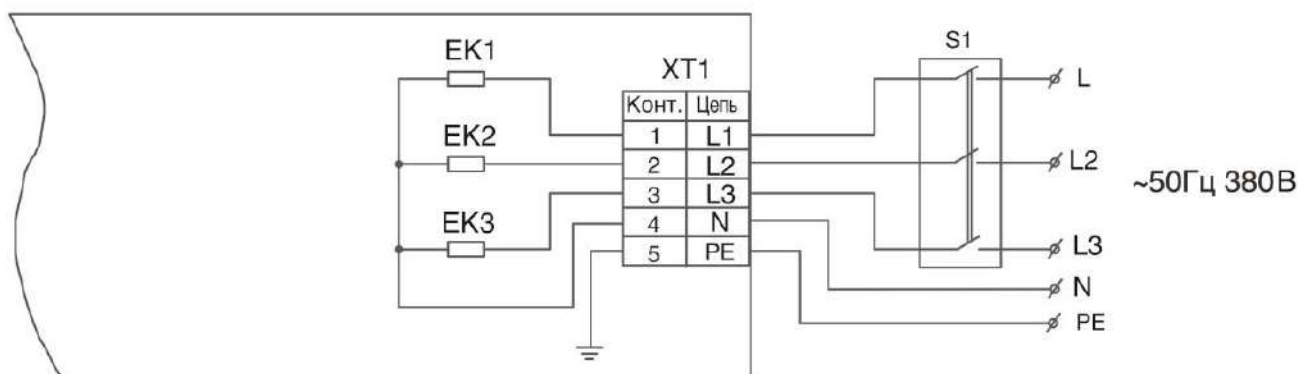 S1
EK1
XT1
L
Конт. Цепь
1 L1
EK2
2 L2
L2
~50Гц 380В
3 L3
EK3
4 N
L3
5 PE
N
PE